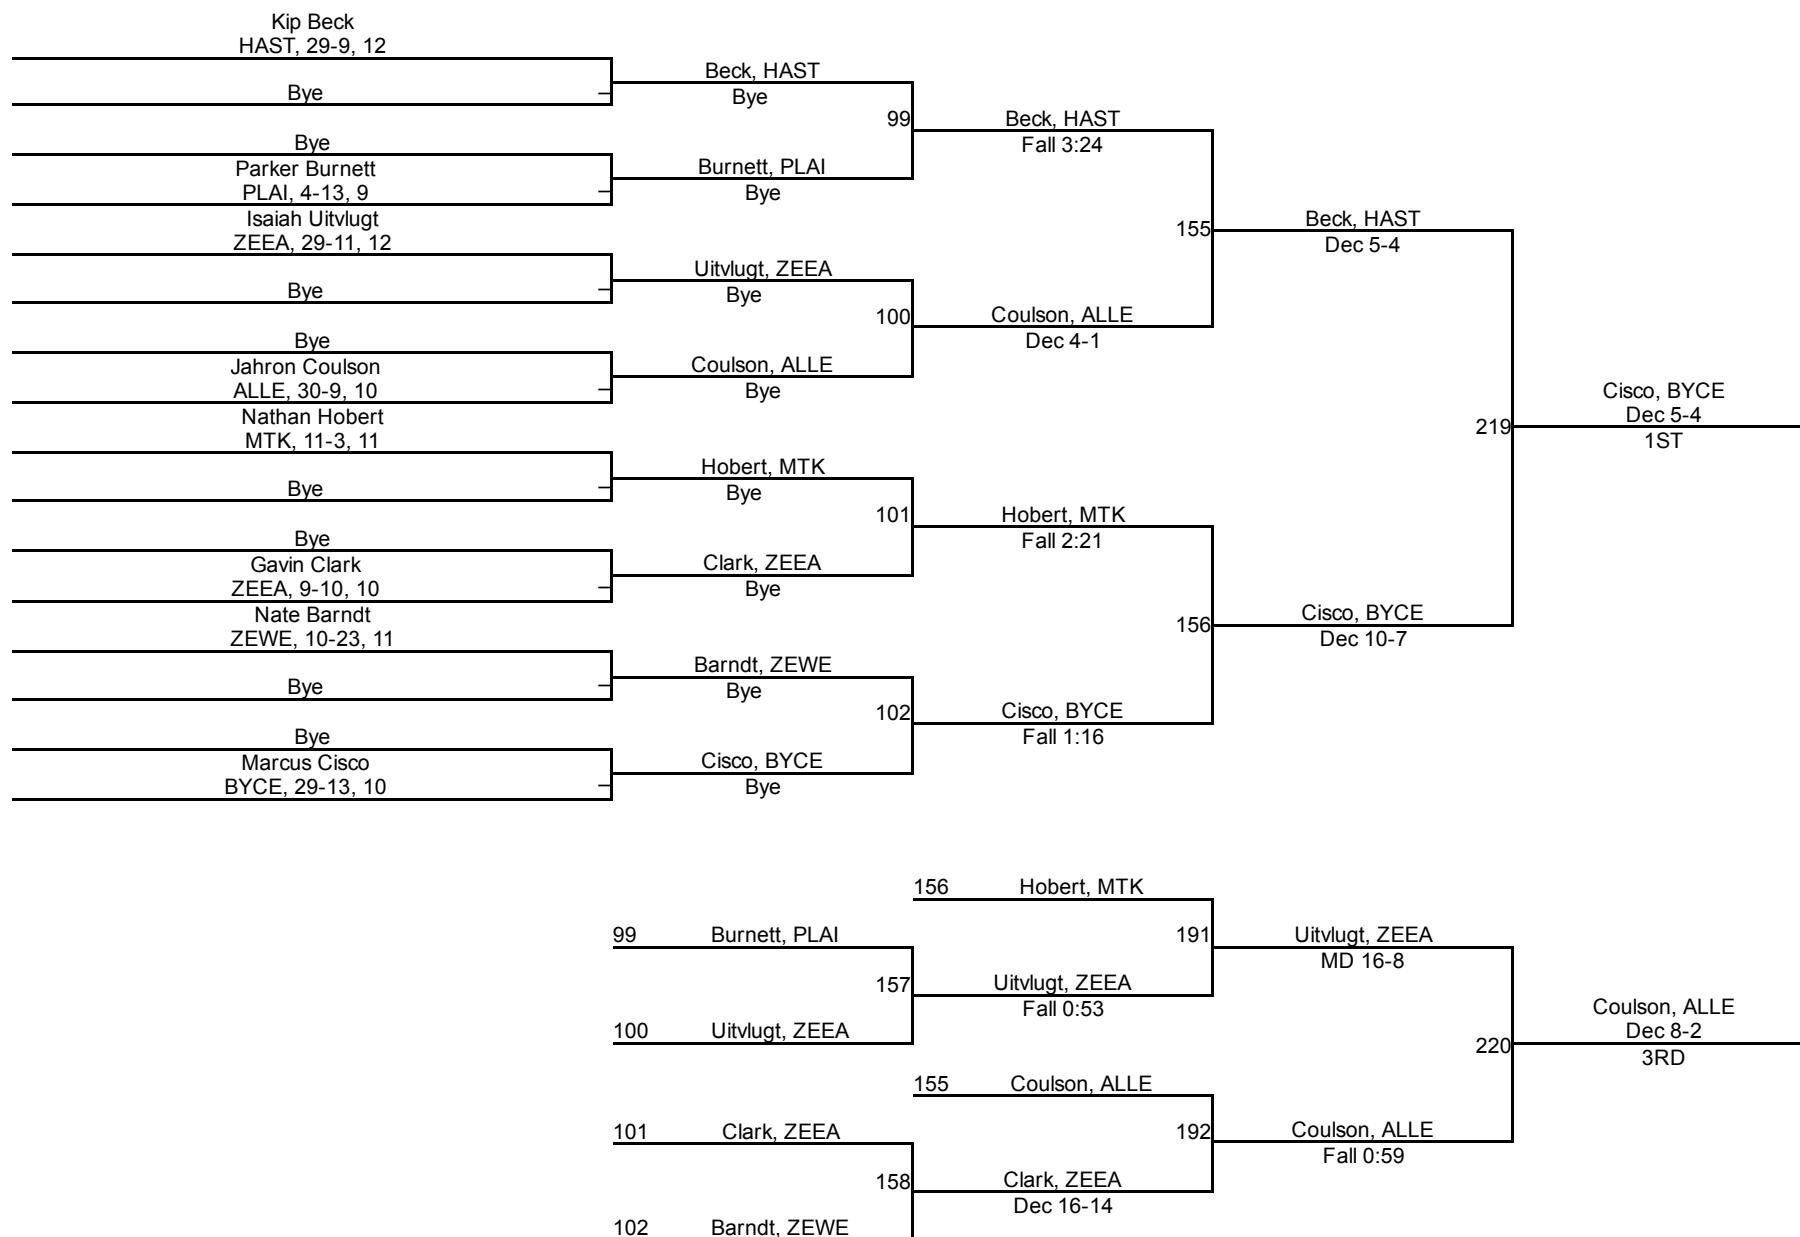 Kip Beck
HAST, 29-9, 12
Bye
Beck, HAST
Bye
99
Beck, HAST
Fall 3:24
Bye
Parker Burnett
PLAI, 4-13, 9
Burnett, PLAI
Bye
155
Beck, HAST
Dec 5-4
Isaiah Uitvlugt
ZEEA, 29-11, 12
Bye
Uitvlugt, ZEEA
Bye
100
Coulson, ALLE
Dec 4-1
Bye
Jahron Coulson
ALLE, 30-9, 10
Coulson, ALLE
Bye
219
Cisco, BYCE
Dec 5-4
1ST
Nathan Hobert
MTK, 11-3, 11
Bye
Hobert, MTK
Bye
101
Hobert, MTK
Fall 2:21
Bye
Gavin Clark
ZEEA, 9-10, 10
Clark, ZEEA
Bye
156
Cisco, BYCE
Dec 10-7
Nate Barndt
ZEWE, 10-23, 11
Bye
Barndt, ZEWE
Bye
102
Cisco, BYCE
Fall 1:16
Bye
Marcus Cisco
BYCE, 29-13, 10
Cisco, BYCE
Bye
156 Hobert, MTK
99 Burnett, PLAI
191
Uitvlugt, ZEEA
MD 16-8
157
Uitvlugt, ZEEA
Fall 0:53
100 Uitvlugt, ZEEA
220
Coulson, ALLE
Dec 8-2
3RD
155 Coulson, ALLE
101 Clark, ZEEA
192
Coulson, ALLE
Fall 0:59
158
Clark, ZEEA
Dec 16-14
102 Barndt, ZEWE